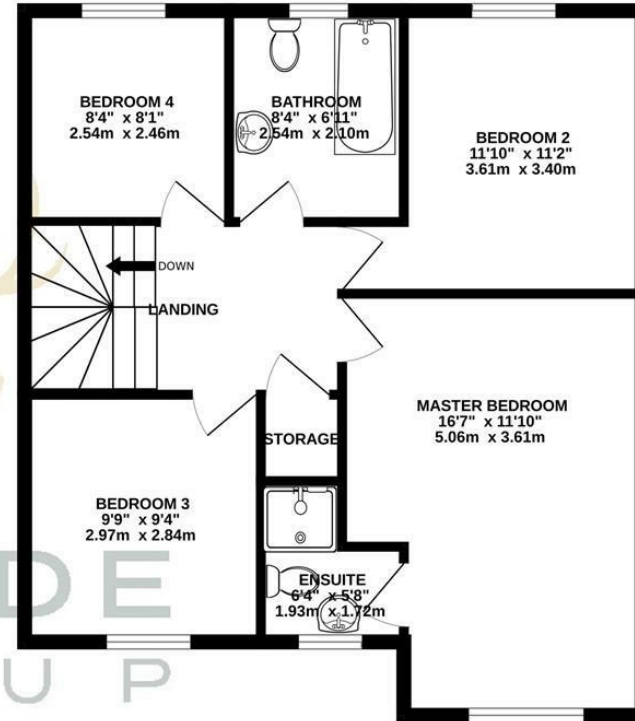 BEDROOM 4
8'4" x 8'1"
2.54m x 2.46m
BATHROOM
8'4" x 6'11"
2.54m x 2.10m
BEDROOM 2
11'10" x 11'2"
3.61m x 3.40m
DOWN
LANDING
MASTER BEDROOM
16'7" x 11'10"
5.06m x 3.61m
STORAGE
BEDROOM 3
9'9" x 9'4"
2.97m x 2.84m
ENSUITE
6'4" x 5'8"
1.93m x 1.72m
DE
UP